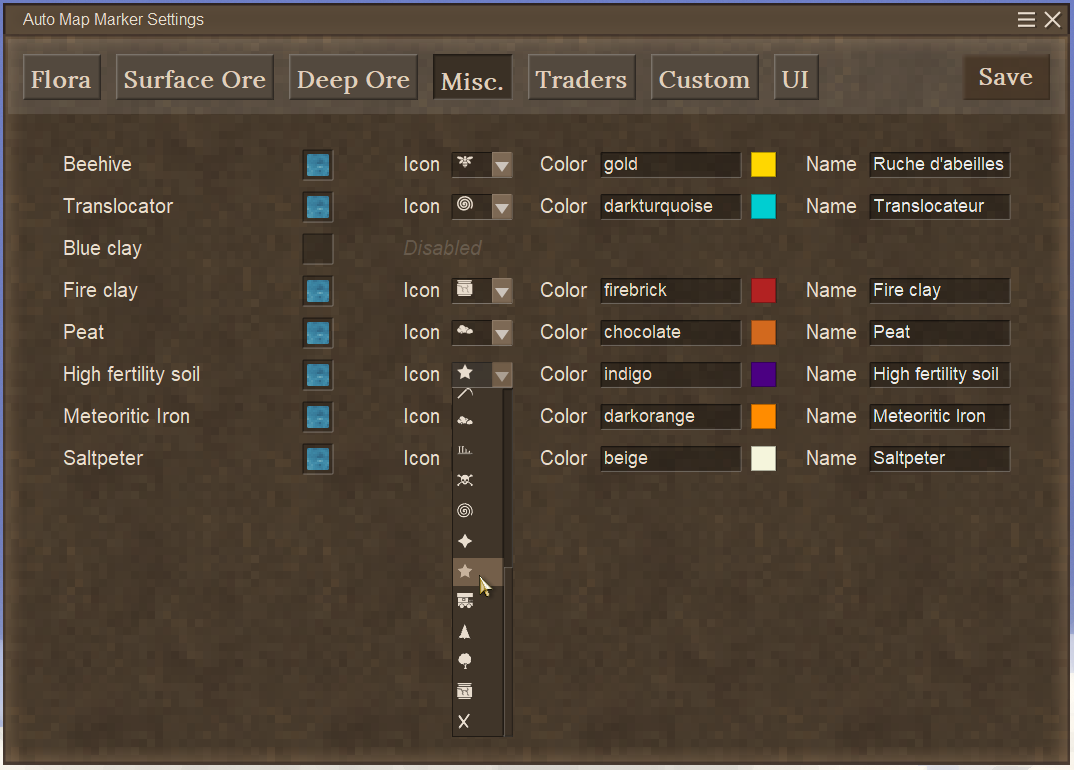 Auto Map Marker Settings
Flora Surface Ore Deep Ore Misc. Traders Custom UI Save
Beehive Icon Color gold Name Ruche d'abeilles
Translocator Icon Color darkturquoise Name Translocateur
Blue clay Disabled
Fire clay Icon Color firebrick Name Fire clay
Peat Icon Color chocolate Name Peat
High fertility soil Icon Color indigo Name High fertility soil
Meteoritic Iron Icon Color darkorange Name Meteoritic Iron
Saltpeter Icon Color beige Name Saltpeter